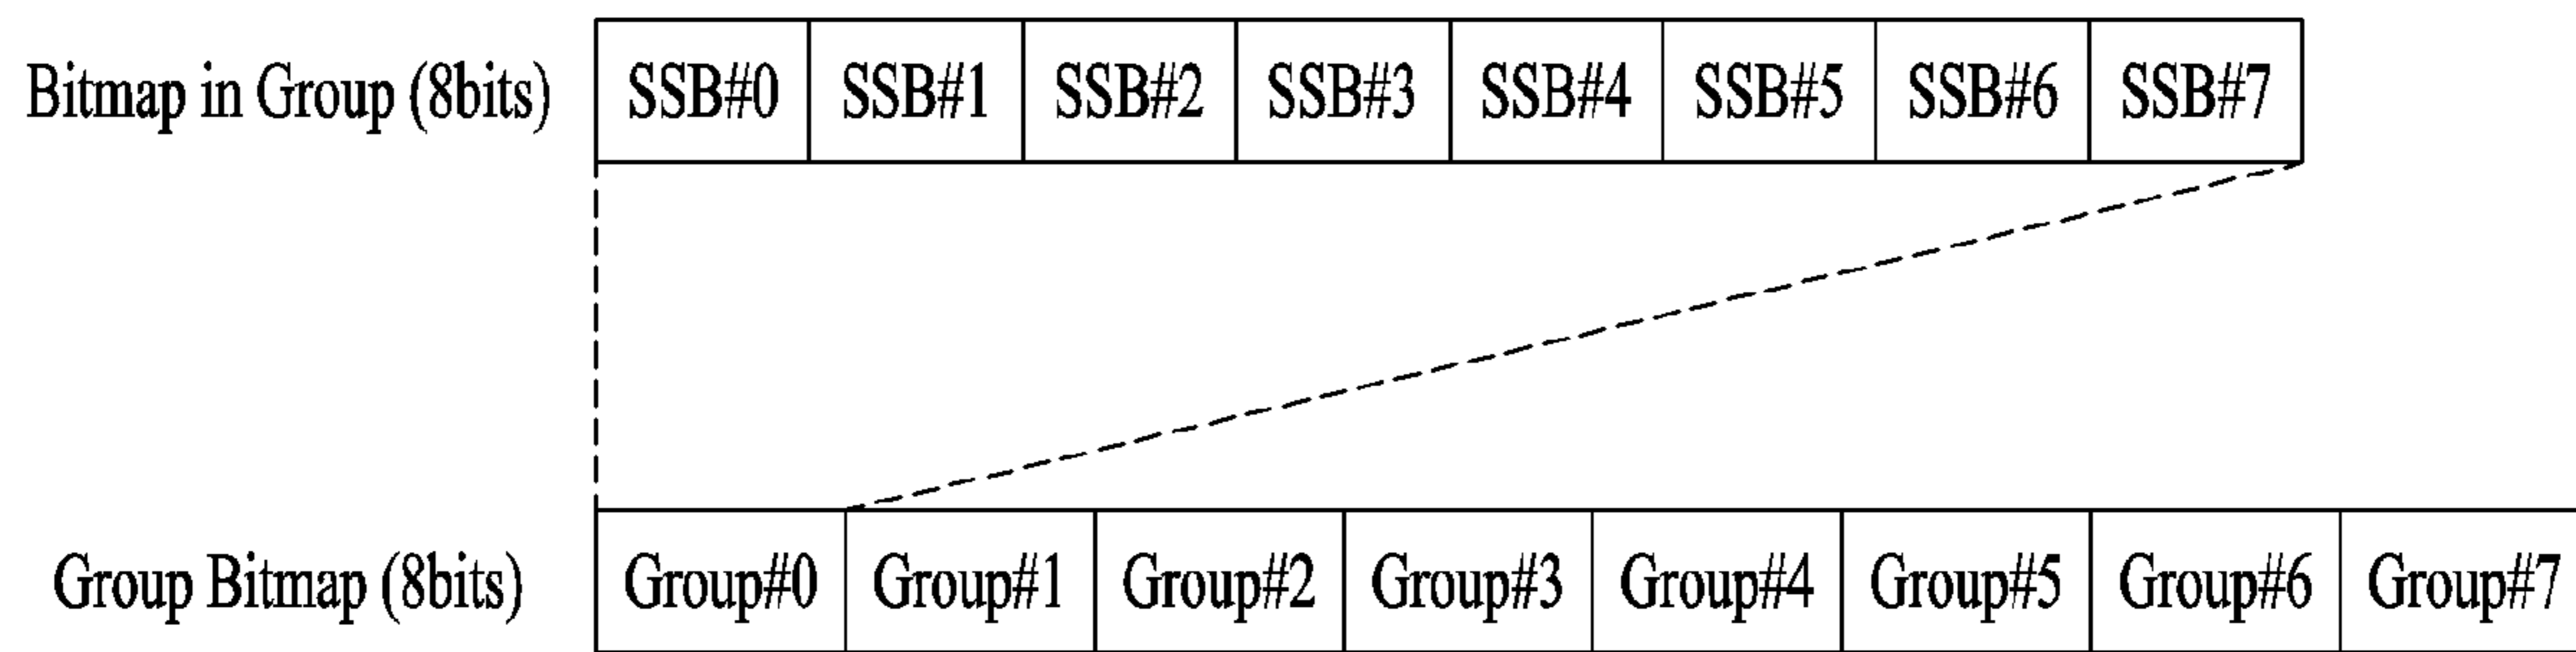 Bitmap in Group (8bits) SSB#0 SSB#1 SSB#2 SSB#3 SSB#4 SSB#5 SSB#6 SSB#7
Group Bitmap (8bits) Group#0 Group#1 Group#2 Group#3 Group#4 Group#5 Group#6 Group#7